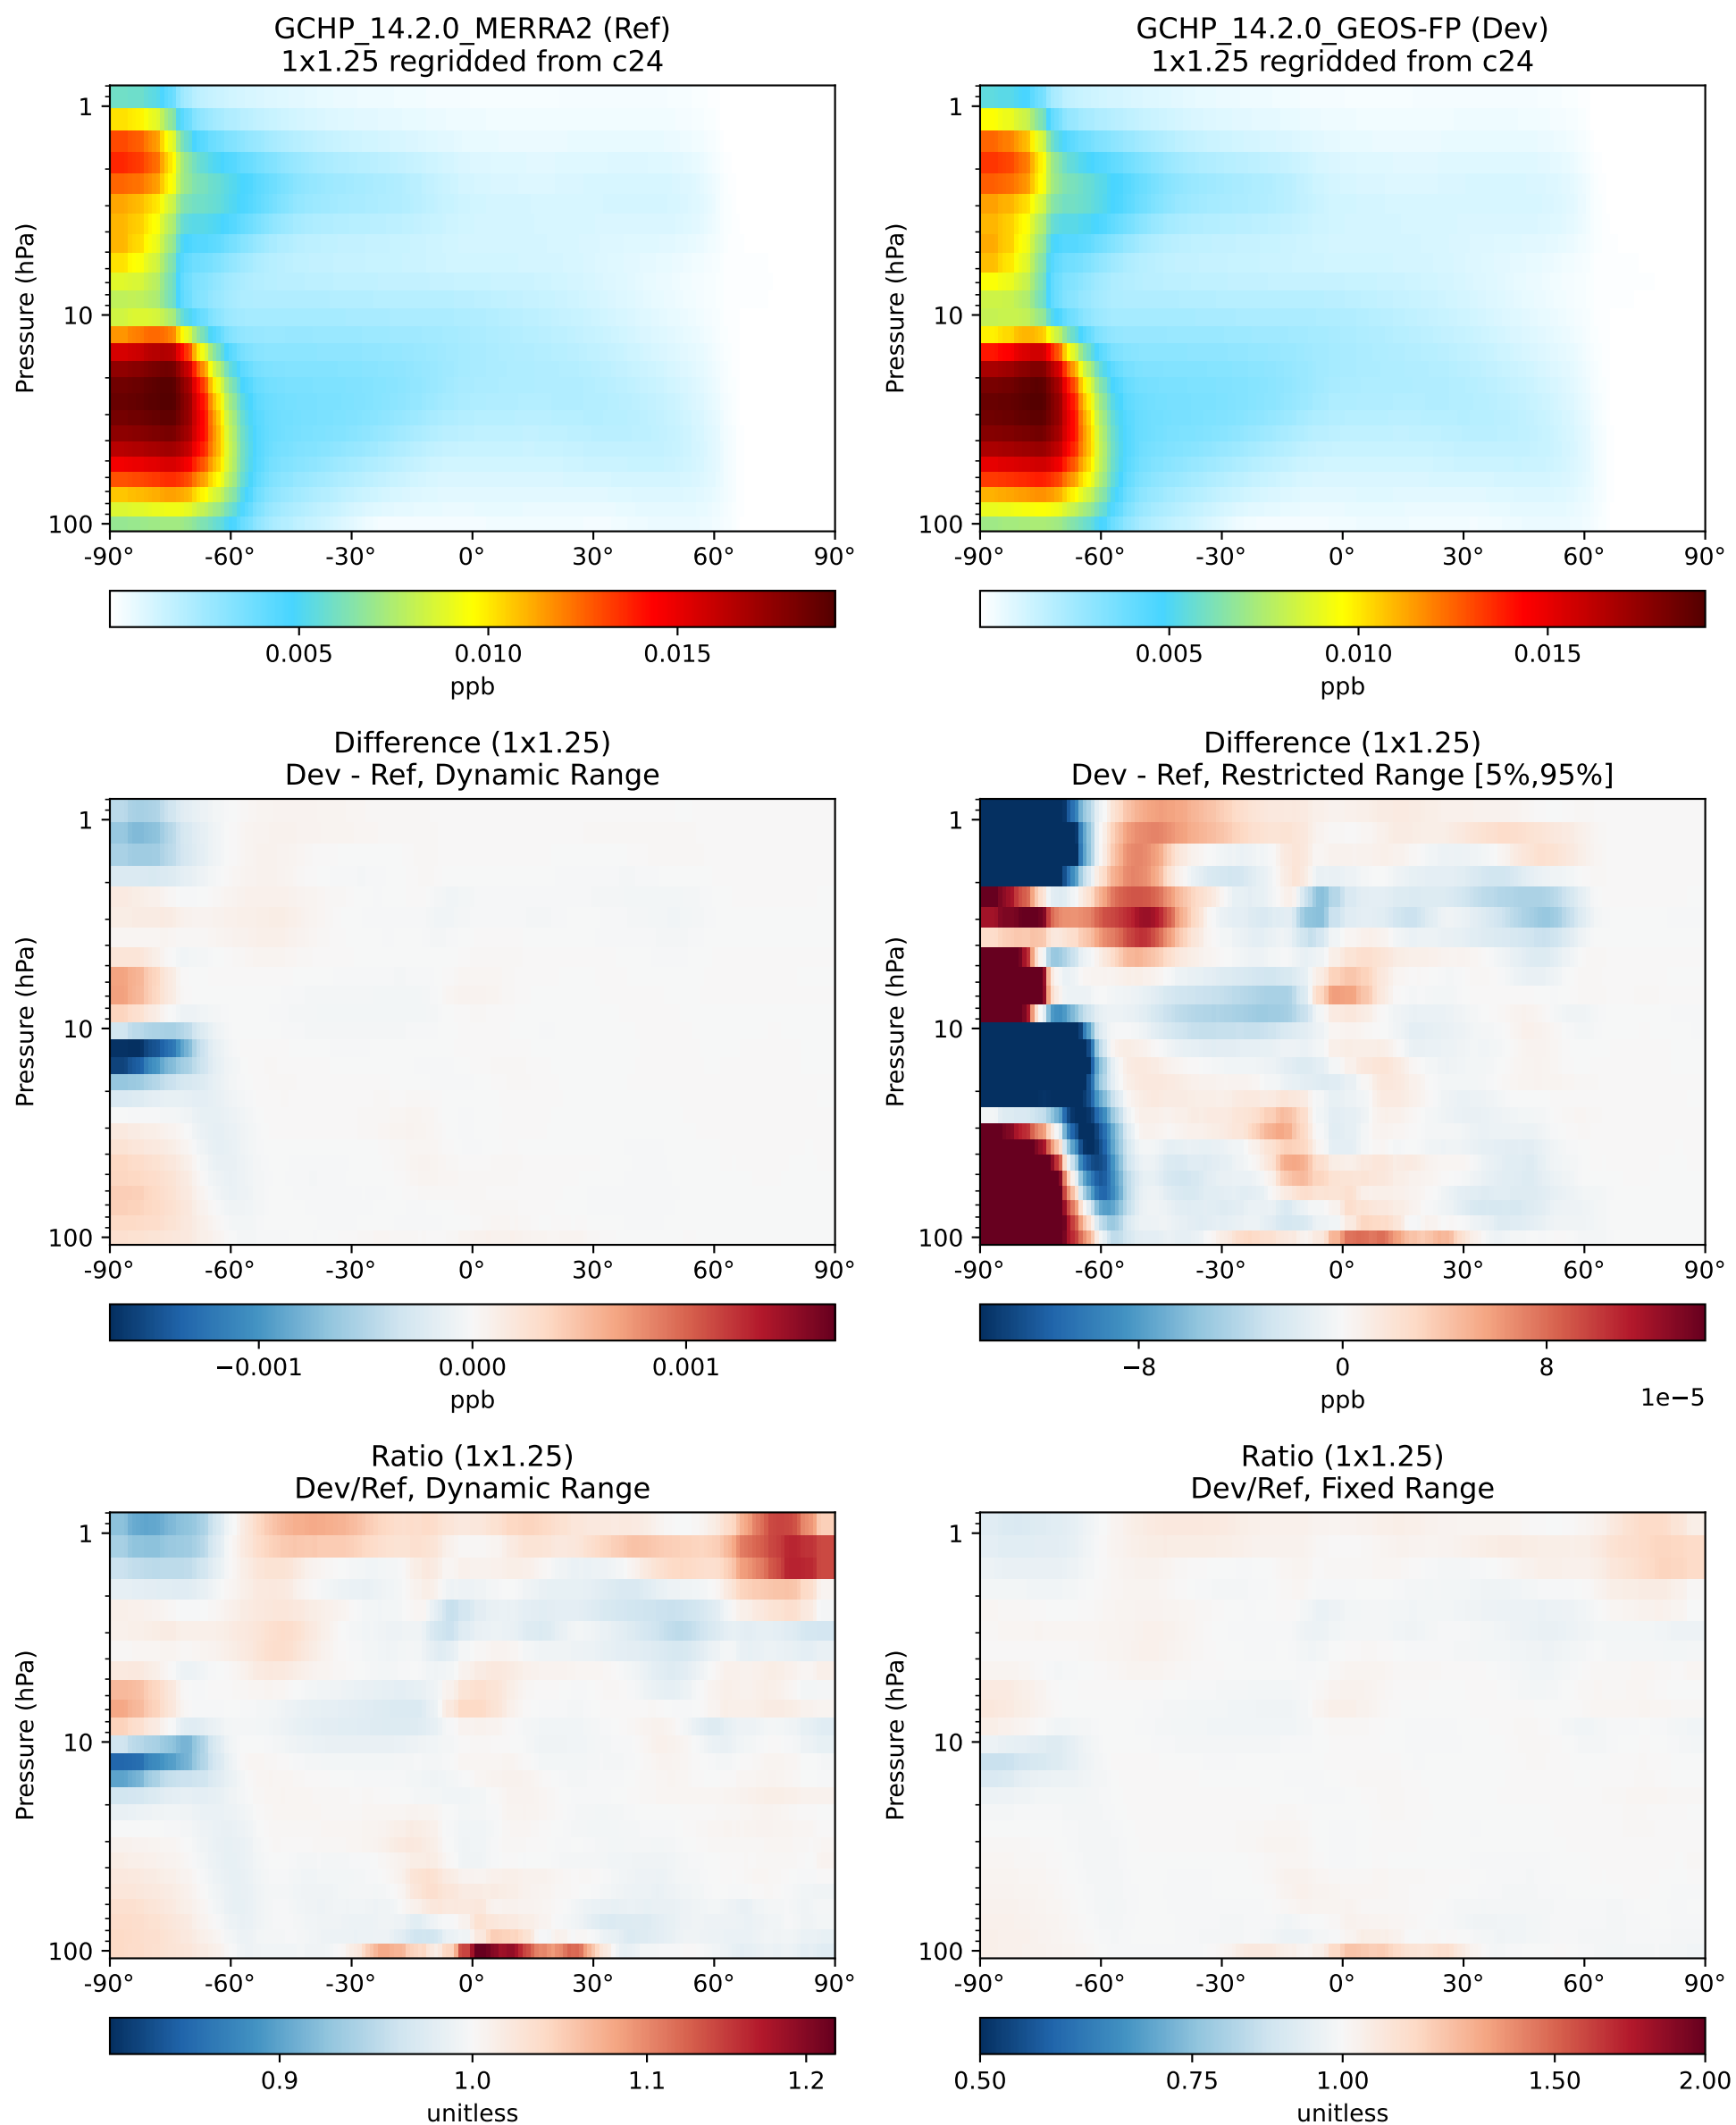 GCHP_14.2.0_MERRA2 (Ref)
1x1.25 regridded from c24
GCHP_14.2.0_GEOS-FP (Dev)
1x1.25 regridded from c24
Pressure (hPa)
1
10
100
-90° -60° -30° 0° 30° 60° 90°
0.005 0.010 0.015
ppb
Pressure (hPa)
1
10
100
-90° -60° -30° 0° 30° 60° 90°
0.005 0.010 0.015
ppb
Difference (1x1.25)
Dev - Ref, Dynamic Range
Difference (1x1.25)
Dev - Ref, Restricted Range [5%,95%]
Pressure (hPa)
1
10
100
-90° -60° -30° 0° 30° 60° 90°
−0.001 0.000 0.001
ppb
Pressure (hPa)
1
10
100
-90° -60° -30° 0° 30° 60° 90°
−8 0 8
1e−5
ppb
Ratio (1x1.25)
Dev/Ref, Dynamic Range
Ratio (1x1.25)
Dev/Ref, Fixed Range
Pressure (hPa)
1
10
100
-90° -60° -30° 0° 30° 60° 90°
0.9 1.0 1.1 1.2
unitless
Pressure (hPa)
1
10
100
-90° -60° -30° 0° 30° 60° 90°
0.50 0.75 1.00 1.50 2.00
unitless